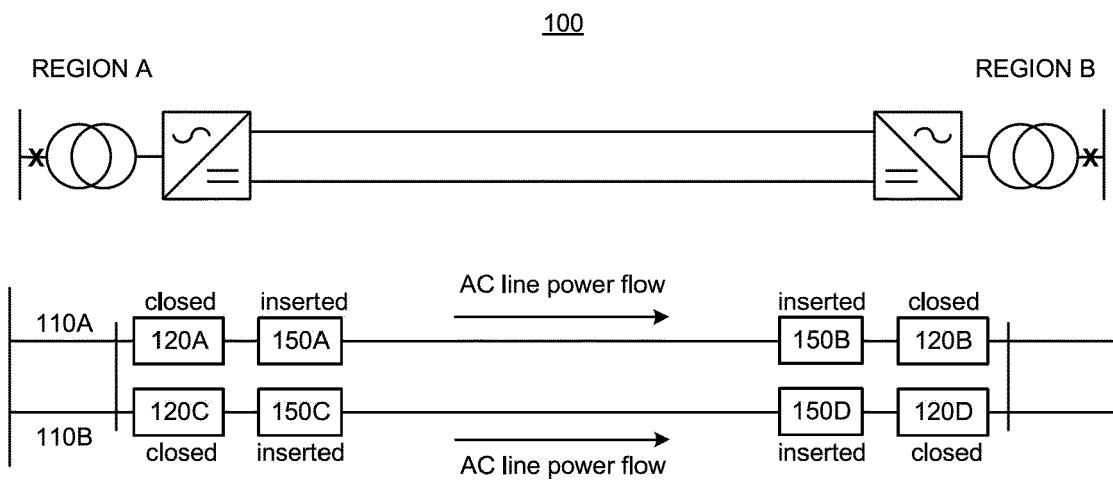 100
REGION A
REGION B
AC line power flow
closed
inserted
inserted
closed
110A
120A
150A
150B
120B
120C
150C
150D
120D
110B
closed
inserted
inserted
closed
AC line power flow